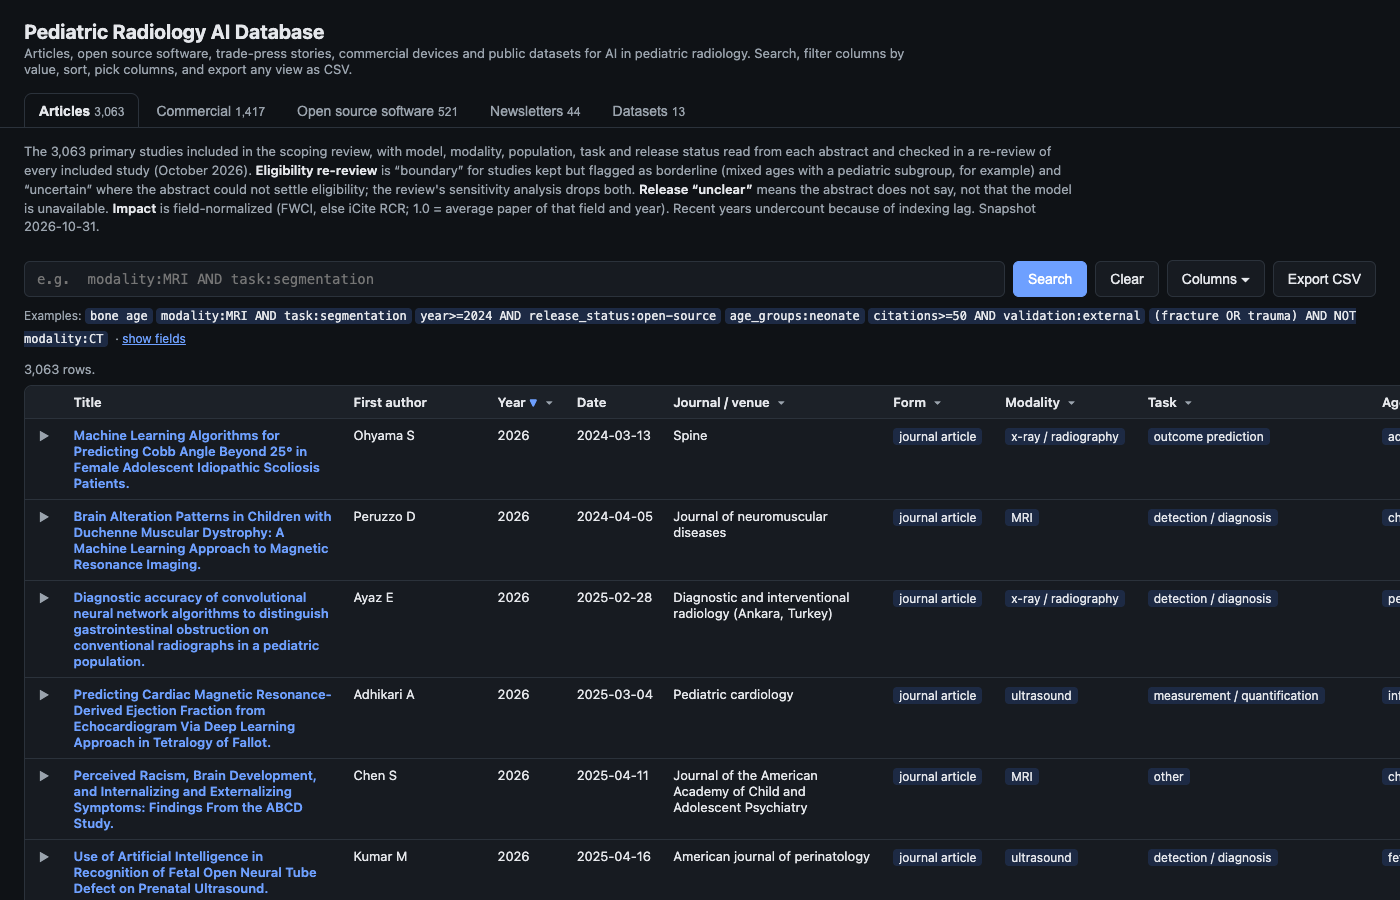 Pediatric Radiology AI Database
Articles, open source software, trade-press stories, commercial devices and public datasets for AI in pediatric radiology. Search, filter columns by
value, sort, pick columns, and export any view as CSV.
Articles 3,063 Commercial 1,417 Open source software 521 Newsletters 44 Datasets 13
The 3,063 primary studies included in the scoping review, with model, modality, population, task and release status read from each abstract and checked in a re-review of
every included study (October 2026). Eligibility re-review is “boundary” for studies kept but flagged as borderline (mixed ages with a pediatric subgroup, for example) and
“uncertain” where the abstract could not settle eligibility; the review's sensitivity analysis drops both. Release “unclear” means the abstract does not say, not that the model
is unavailable. Impact is field-normalized (FWCI, else iCite RCR; 1.0 = average paper of that field and year). Recent years undercount because of indexing lag. Snapshot
2026-10-31.
e.g. modality:MRI AND task:segmentation Search Clear Columns Export CSV
Examples: bone age modality:MRI AND task:segmentation year>=2024 AND release_status:open-source age_groups:neonate citations>=50 AND validation:external (fracture OR trauma) AND NOT
modality:CT · show fields
3,063 rows.
Title First author Year Date Journal / venue Form Modality Task Ag
Machine Learning Algorithms for Ohyama S 2026 2024-03-13 Spine journal article x-ray / radiography outcome prediction ad
Predicting Cobb Angle Beyond 25° in
Female Adolescent Idiopathic Scoliosis
Patients.
Brain Alteration Patterns in Children with Peruzzo D 2026 2024-04-05 Journal of neuromuscular journal article MRI detection / diagnosis ch
Duchenne Muscular Dystrophy: A diseases
Machine Learning Approach to Magnetic
Resonance Imaging.
Diagnostic accuracy of convolutional Ayaz E 2026 2025-02-28 Diagnostic and interventional journal article x-ray / radiography detection / diagnosis pe
neural network algorithms to distinguish radiology (Ankara, Turkey)
gastrointestinal obstruction on
conventional radiographs in a pediatric
population.
Predicting Cardiac Magnetic Resonance- Adhikari A 2026 2025-03-04 Pediatric cardiology journal article ultrasound measurement / quantification inf
Derived Ejection Fraction from
Echocardiogram Via Deep Learning
Approach in Tetralogy of Fallot.
Perceived Racism, Brain Development, Chen S 2026 2025-04-11 Journal of the American journal article MRI other ch
and Internalizing and Externalizing Academy of Child and
Symptoms: Findings From the ABCD Adolescent Psychiatry
Study.
Use of Artificial Intelligence in Kumar M 2026 2025-04-16 American journal of perinatology journal article ultrasound detection / diagnosis fe
Recognition of Fetal Open Neural Tube
Defect on Prenatal Ultrasound.